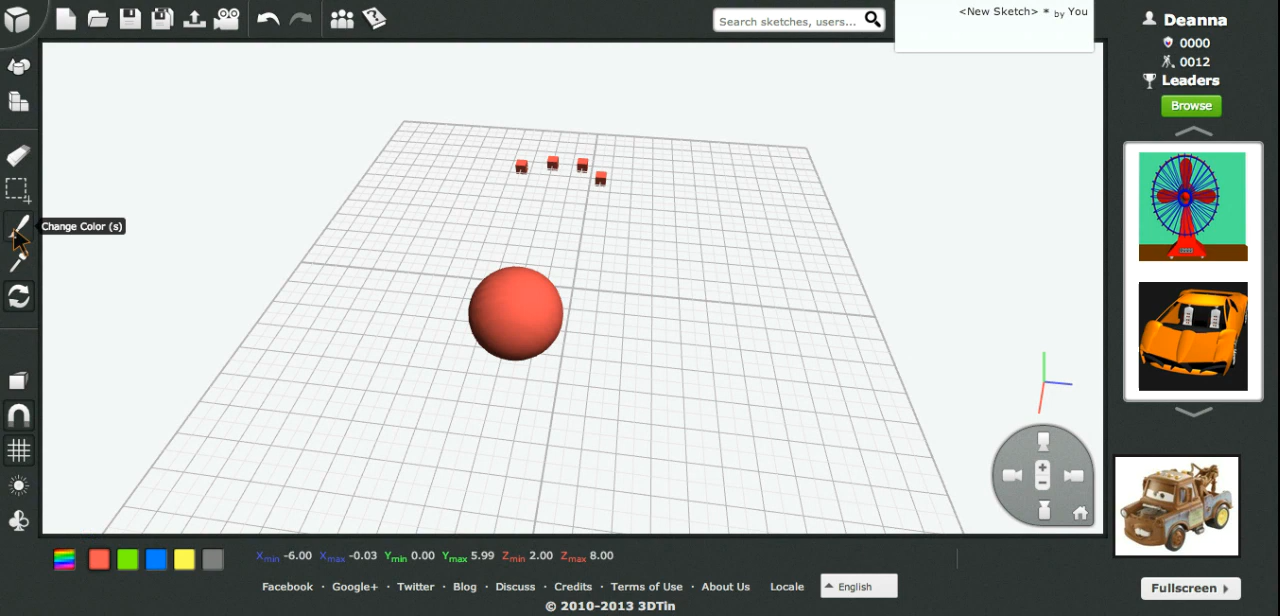 Search sketches, users...
<New Sketch> * by You
Deanna
0000
0012
Leaders
Browse
Change Color (s)
Xmin -6.00 Xmax -0.03 Ymin 0.00 Ymax 5.99 Zmin 2.00 Zmax 8.00
Facebook · Google+ · Twitter · Blog · Discuss · Credits · Terms of Use · About Us Locale English
Fullscreen
© 2010-2013 3DTin